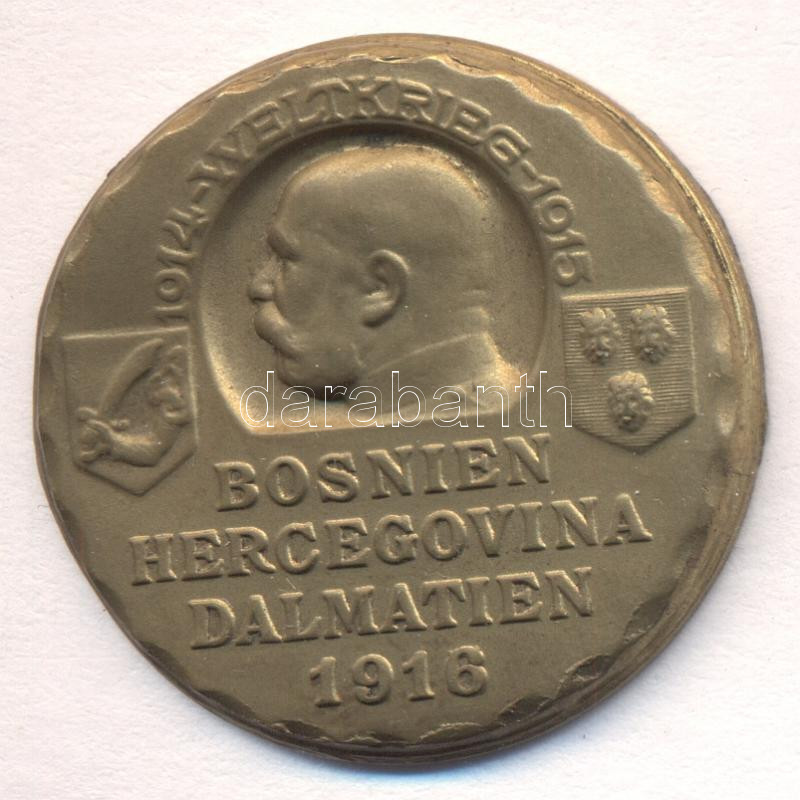 1914-WELTKRIEG-1915
darabanth
BOSNIEN
HERCEGOVINA
DALMATIEN
1916